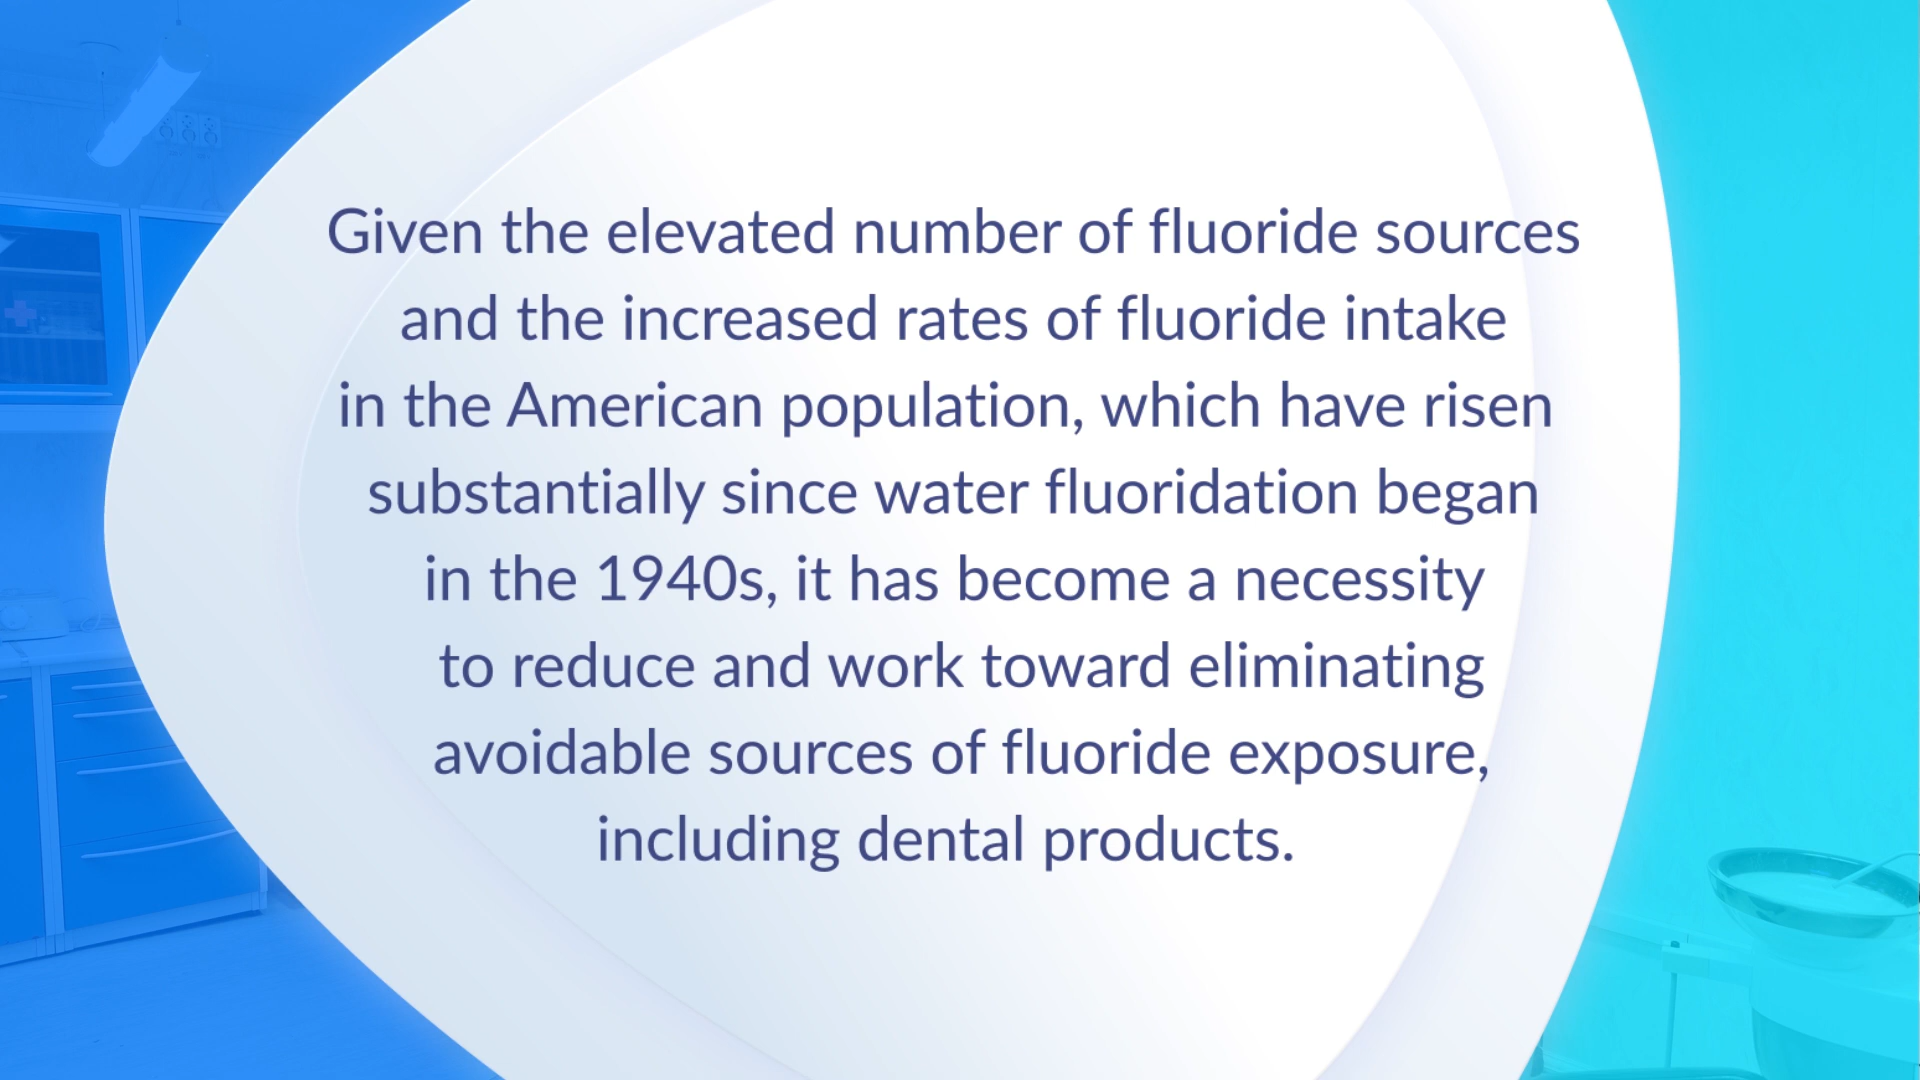 Given the elevated number of fluoride sources
and the increased rates of fluoride intake
in the American population, which have risen
substantially since water fluoridation began
in the 1940s, it has become a necessity
to reduce and work toward eliminating
avoidable sources of fluoride exposure,
including dental products.